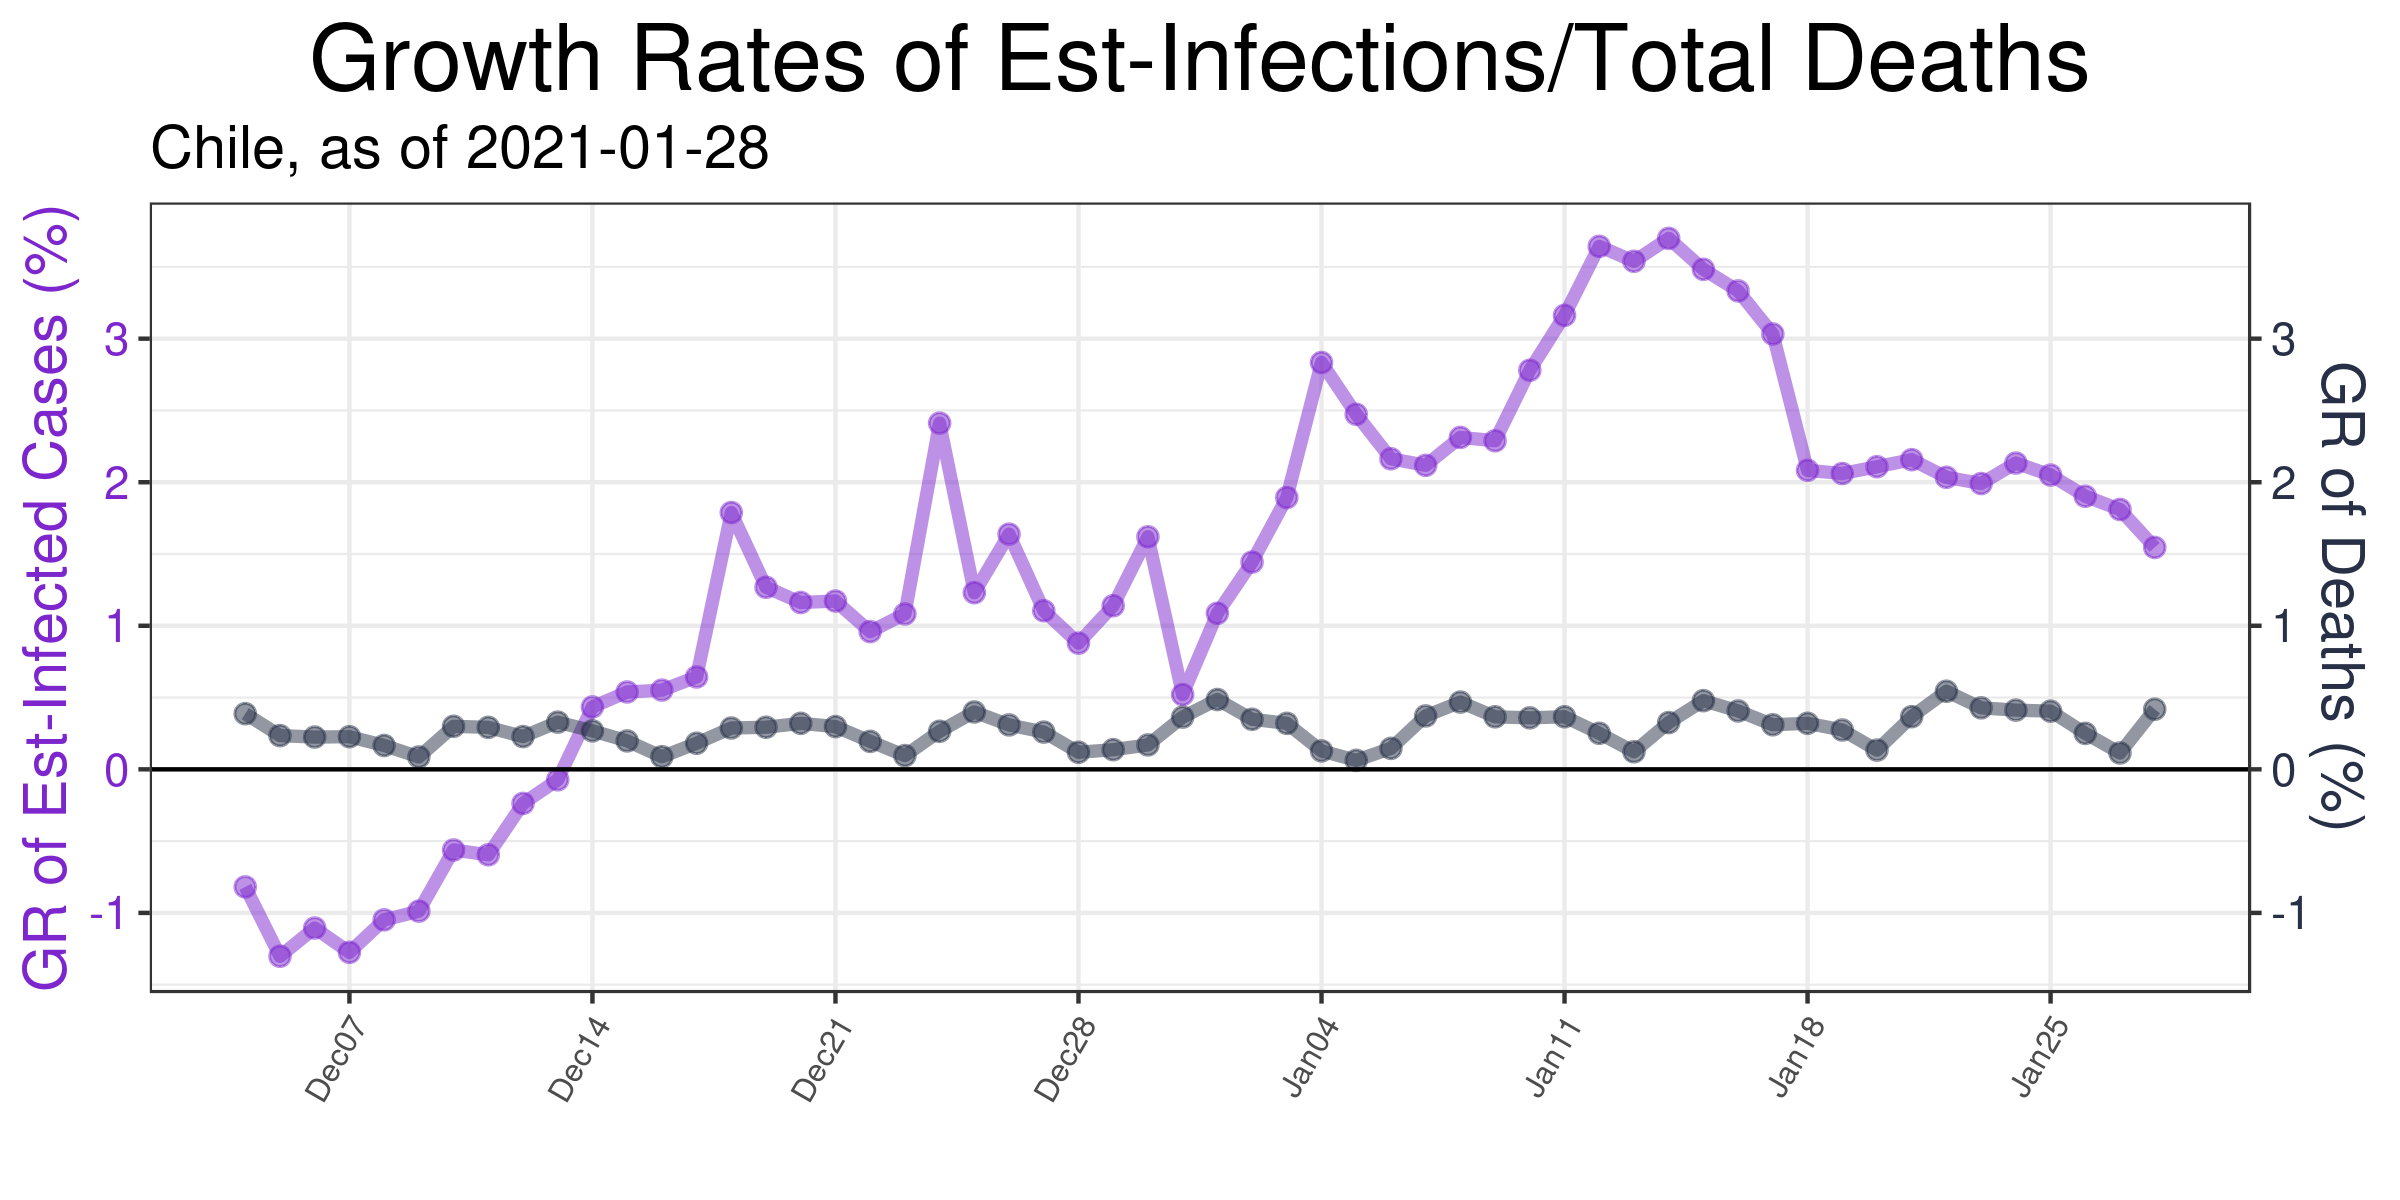 Growth Rates of Est-Infections/Total Deaths
Chile, as of 2021-01-28
GR of Est-Infected Cases (%)
3
2
1
0
-1
3
2
1
0
-1
GR of Deaths (%)
Dec07
Dec14
Dec21
Dec28
Jan04
Jan11
Jan18
Jan25